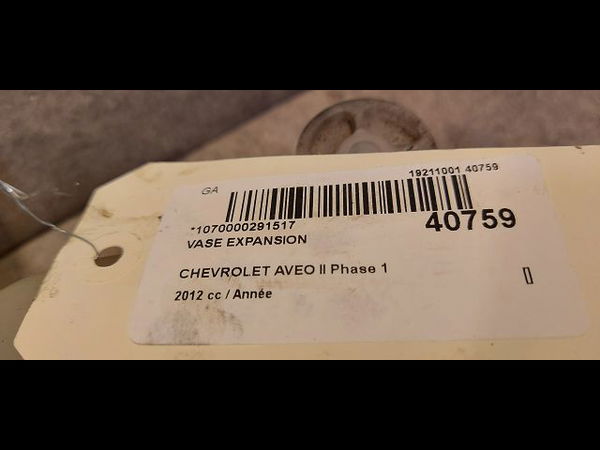 19211001 40759
GA
*1070000291517
40759
VASE EXPANSION
CHEVROLET AVEO II Phase 1
2012 cc / Année